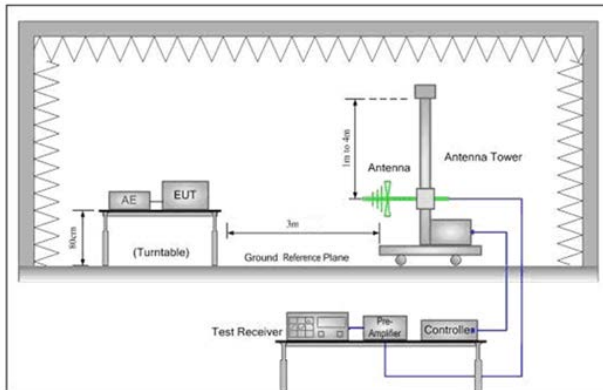 1m to 4m
Antenna
Antenna Tower
AE
EUT
80cm
(Turntable)
3m
Ground Reference Plane
Test Receiver
Pre-
Amplifier
Controller